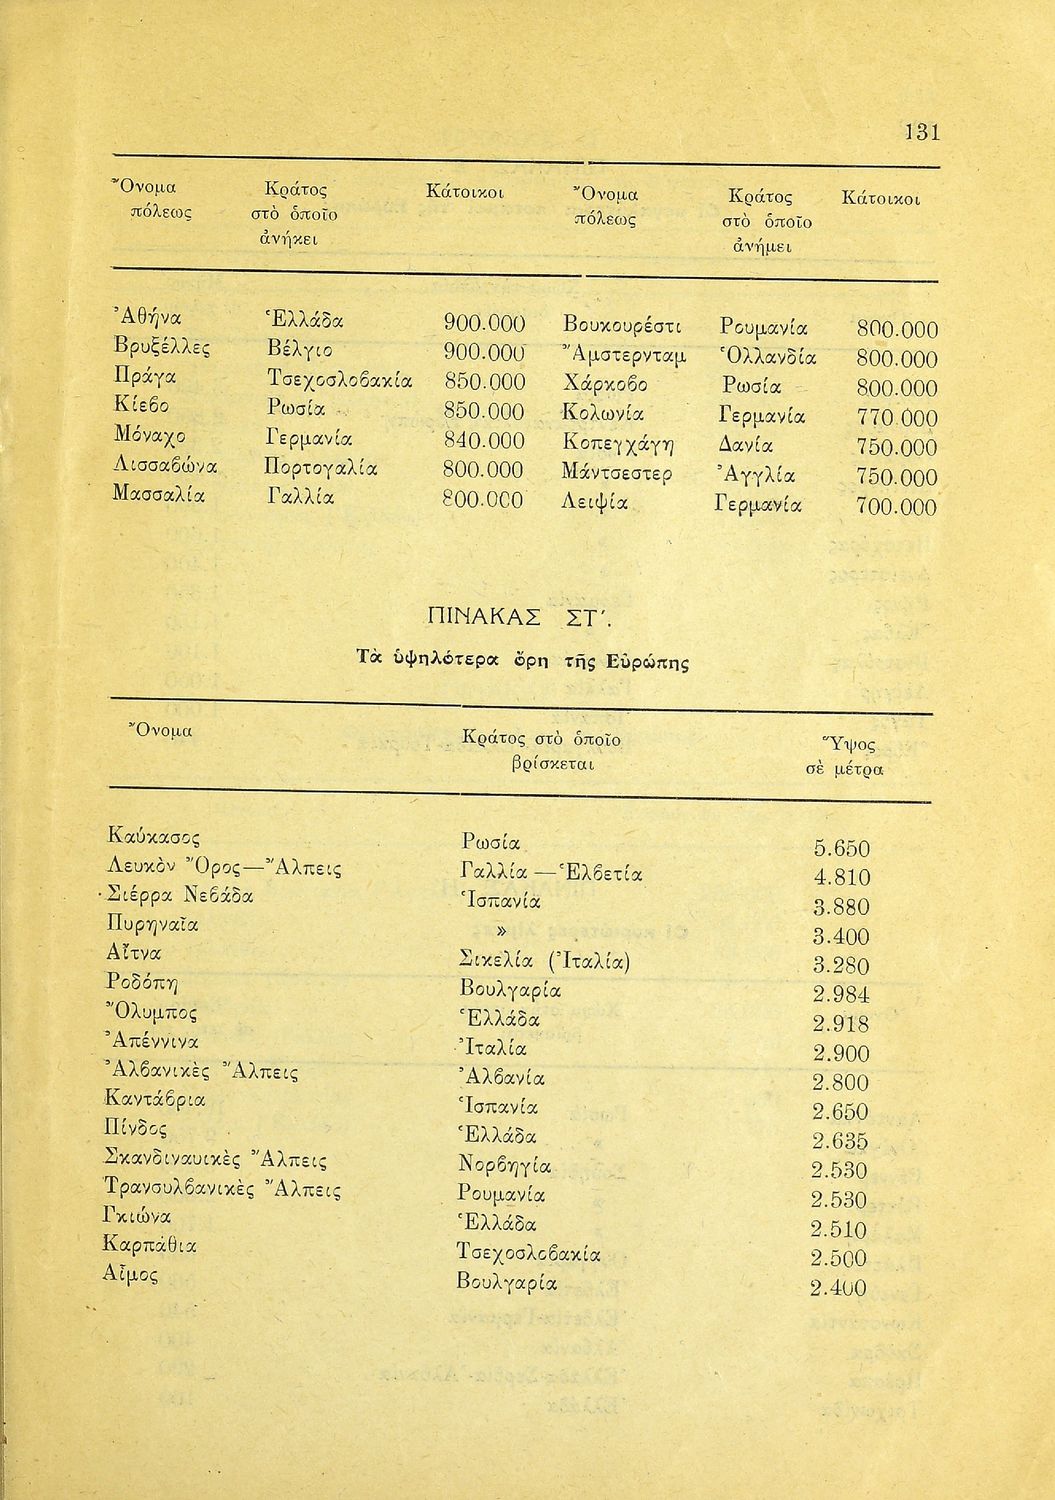 131
Ὄνομα Κράτος Κάτοικοι Ὄνομα Κράτος Κάτοικοι
πόλεως στὸ ὁποῖο πόλεως στὸ ὁποῖο
ἀνήκει ἀνήμει
Ἀθήνα Ἑλλάδα 900.000 Βουκουρέστι Ρουμανία 800.000
Βρυξέλλες Βέλγιο 900.000 Ἄμστερνταμ Ὁλλανδία 800.000
Πράγα Τσεχοσλοβακία 850.000 Χάρκοβο Ρωσία 800.000
Κίεβο Ρωσία 850.000 Κολωνία Γερμανία 770.000
Μόναχο Γερμανία 840.000 Κοπεγχάγη Δανία 750.000
Λισσαβώνα Πορτογαλία 800.000 Μάντσεστερ Ἀγγλία 750.000
Μασσαλία Γαλλία 800.000 Λειψία Γερμανία 700.000
ΠΙΝΑΚΑΣ ΣΤ΄.
Τὰ ὑψηλότερα ὄρη τῆς Εὐρώπης
Ὄνομα Κράτος στὸ ὁποῖο Ὕψος
βρίσκεται σὲ μέτρα
Καύκασος Ρωσία 5.650
Λευκὸν Ὄρος—Ἄλπεις Γαλλία—Ἑλβετία 4.810
Σιέρρα Νεβάδα Ἱσπανία 3.880
Πυρηναῖα » 3.400
Αἴτνα Σικελία (Ἰταλία) 3.280
Ροδόπη Βουλγαρία 2.984
Ὄλυμπος Ἑλλάδα 2.918
Ἀπέννινα Ἰταλία 2.900
Ἀλβανικὲς Ἄλπεις Ἀλβανία 2.800
Καντάβρια Ἱσπανία 2.650
Πίνδος Ἑλλάδα 2.635
Σκανδιναυικὲς Ἄλπεις Νορβηγία 2.530
Τρανσυλβανικὲς Ἄλπεις Ρουμανία 2.530
Γκιώνα Ἑλλάδα 2.510
Καρπάθια Τσεχοσλοβακία 2.500
Αἷμος Βουλγαρία 2.400